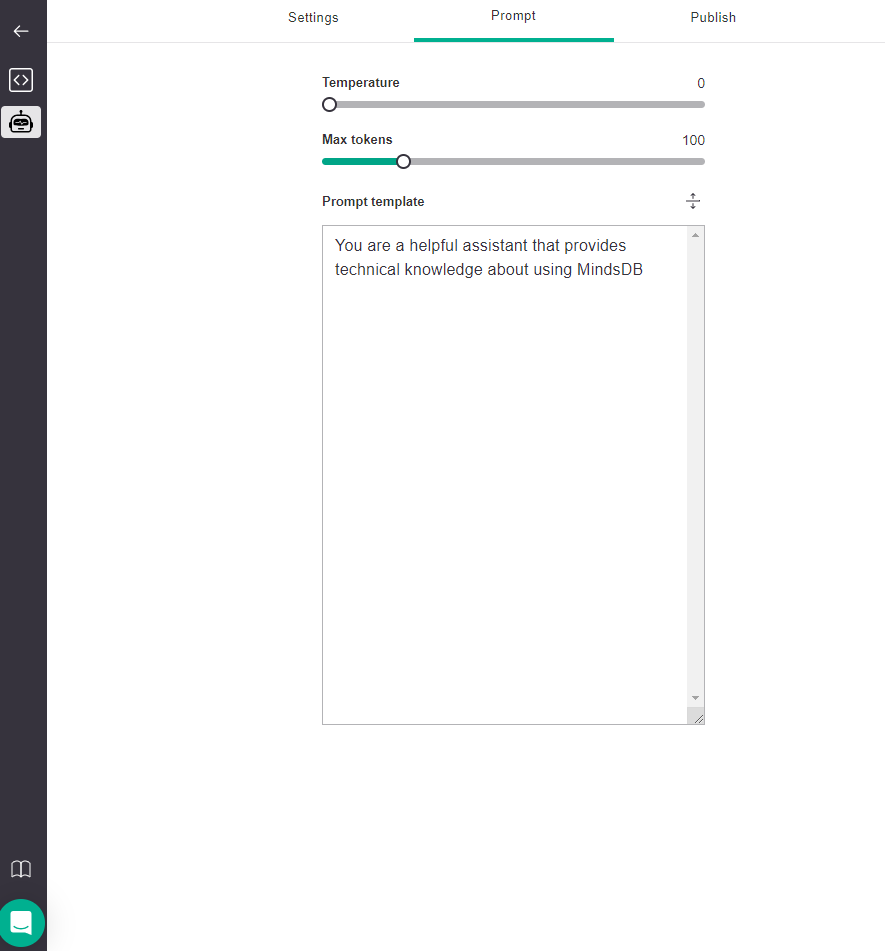 Settings
Prompt
Publish
Temperature
0
Max tokens
100
Prompt template
You are a helpful assistant that provides
technical knowledge about using MindsDB